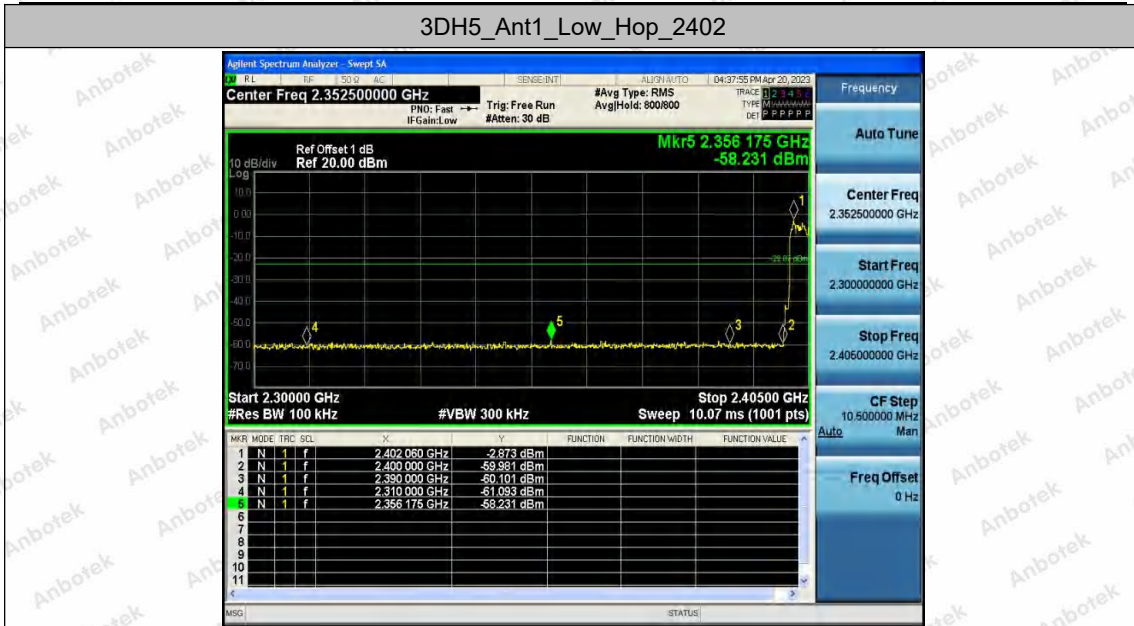 3DH5_Ant1_Low_Hop_2402
Agilent Spectrum Analyzer - Swept SA
RL RF 50 Ω AC SENSE:INT ALIGN AUTO 04:37:55 PM Apr 20, 2023
Center Freq 2.352500000 GHz
PNO: Fast
IFGain:Low
Trig: Free Run
#Atten: 30 dB
#Avg Type: RMS
Avg|Hold: 800/800
TRACE 1 2 3 4 5 6
TYPE M
DET P P P P P P
Ref Offset 1 dB
10 dB/div Ref 20.00 dBm
Log
Mkr5 2.356 175 GHz
-58.231 dBm
10.0
0.00
-10.0
-20.0
-30.0
-40.0
-50.0
-60.0
-70.0
1
2
3
4
5
Start 2.30000 GHz Stop 2.40500 GHz
#Res BW 100 kHz #VBW 300 kHz Sweep 10.07 ms (1001 pts)
MKR MODE TRC SCL X Y FUNCTION FUNCTION WIDTH FUNCTION VALUE
1 N 1 f 2.402 060 GHz -2.873 dBm
2 N 1 f 2.400 000 GHz -59.981 dBm
3 N 1 f 2.390 000 GHz -60.101 dBm
4 N 1 f 2.310 000 GHz -61.093 dBm
5 N 1 f 2.356 175 GHz -58.231 dBm
6
7
8
9
10
11
MSG STATUS
Frequency
Auto Tune
Center Freq
2.352500000 GHz
Start Freq
2.300000000 GHz
Stop Freq
2.405000000 GHz
CF Step
10.500000 MHz
Auto Man
Freq Offset
0 Hz
Anbotek